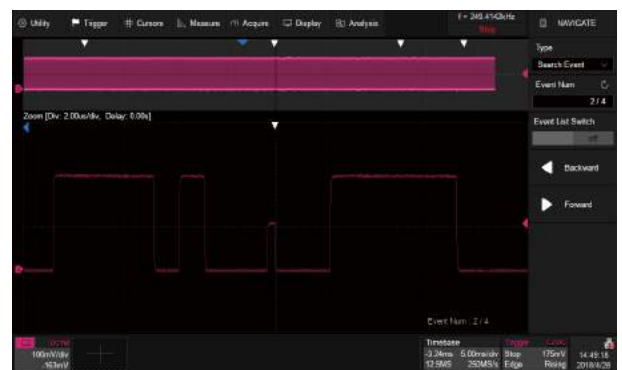 Utility Trigger Cursors Measure Acquire Display Analysis
f = 249.4142kHz
Stop
NAVIGATE
Type
Search Event
Event Num
2/4
Zoom [Div: 2.00us/div, Delay: 0.00s]
Event List Switch
off
Backward
Forward
Event Num : 2 / 4
Timebase
-3.24ms 5.00ms/div
12.5MS 250MS/s
Trigger
Stop 175mV
Edge Rising
100mV/div
-163mV
14:49:18
2018/4/28